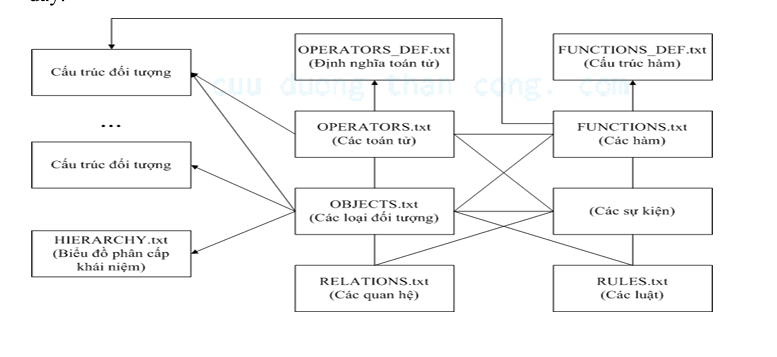 Cấu trúc đối tượng
OPERATORS_DEF.txt
(Định nghĩa toán tử)
FUNCTIONS_DEF.txt
(Cấu trúc hàm)
cuu duong than cong. com
...
OPERATORS.txt
(Các toán tử)
FUNCTIONS.txt
(Các hàm)
Cấu trúc đối tượng
OBJECTS.txt
(Các loại đối tượng)
(Các sự kiện)
HIERARCHY.txt
(Biểu đồ phân cấp
khái niệm)
RELATIONS.txt
(Các quan hệ)
RULES.txt
(Các luật)